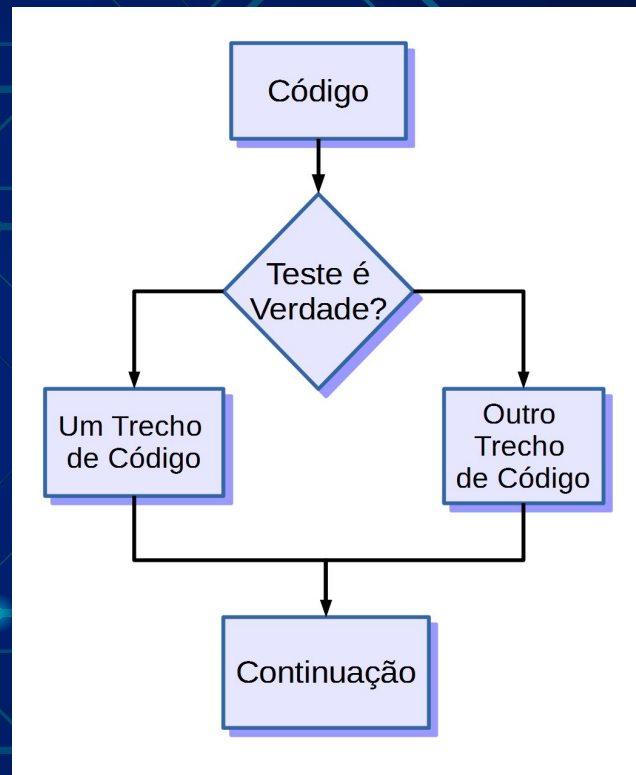 Código
Teste é
Verdade?
Um Trecho
de Código
Outro
Trecho
de Código
Continuação